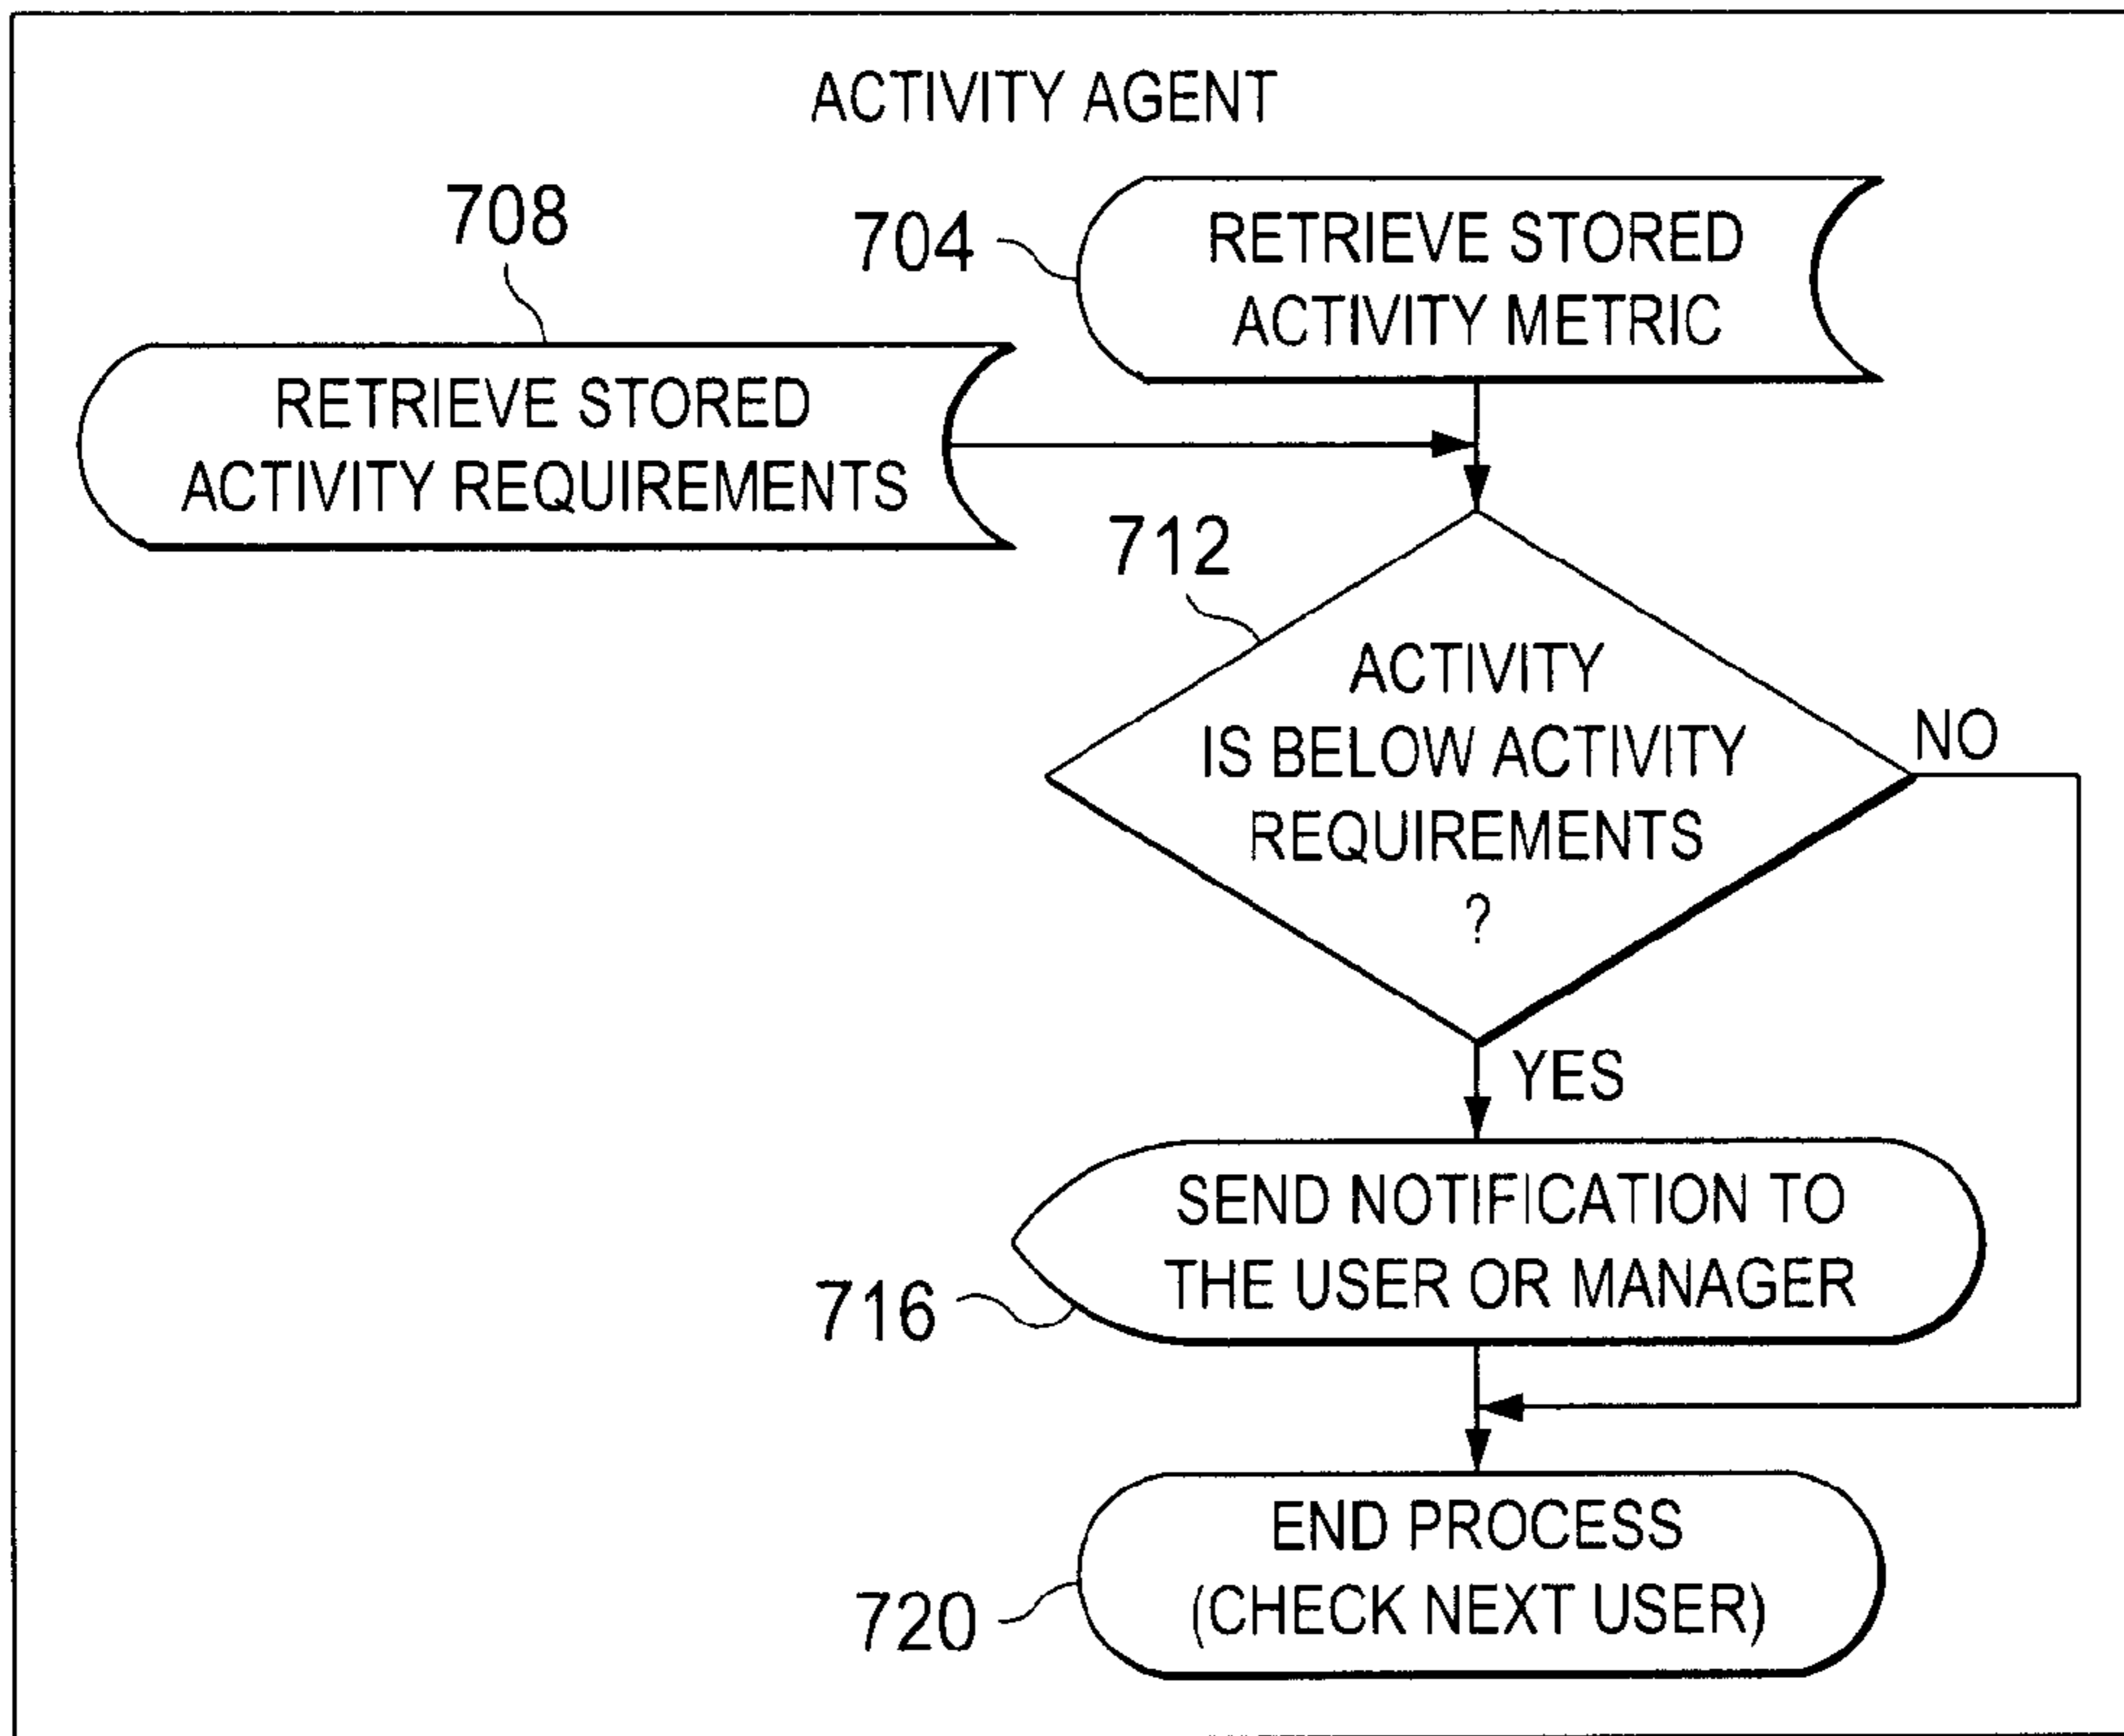 ACTIVITY AGENT
708
704
RETRIEVE STORED
ACTIVITY METRIC
RETRIEVE STORED
ACTIVITY REQUIREMENTS
712
ACTIVITY
IS BELOW ACTIVITY
REQUIREMENTS
?
NO
YES
SEND NOTIFICATION TO
THE USER OR MANAGER
716
END PROCESS
(CHECK NEXT USER)
720